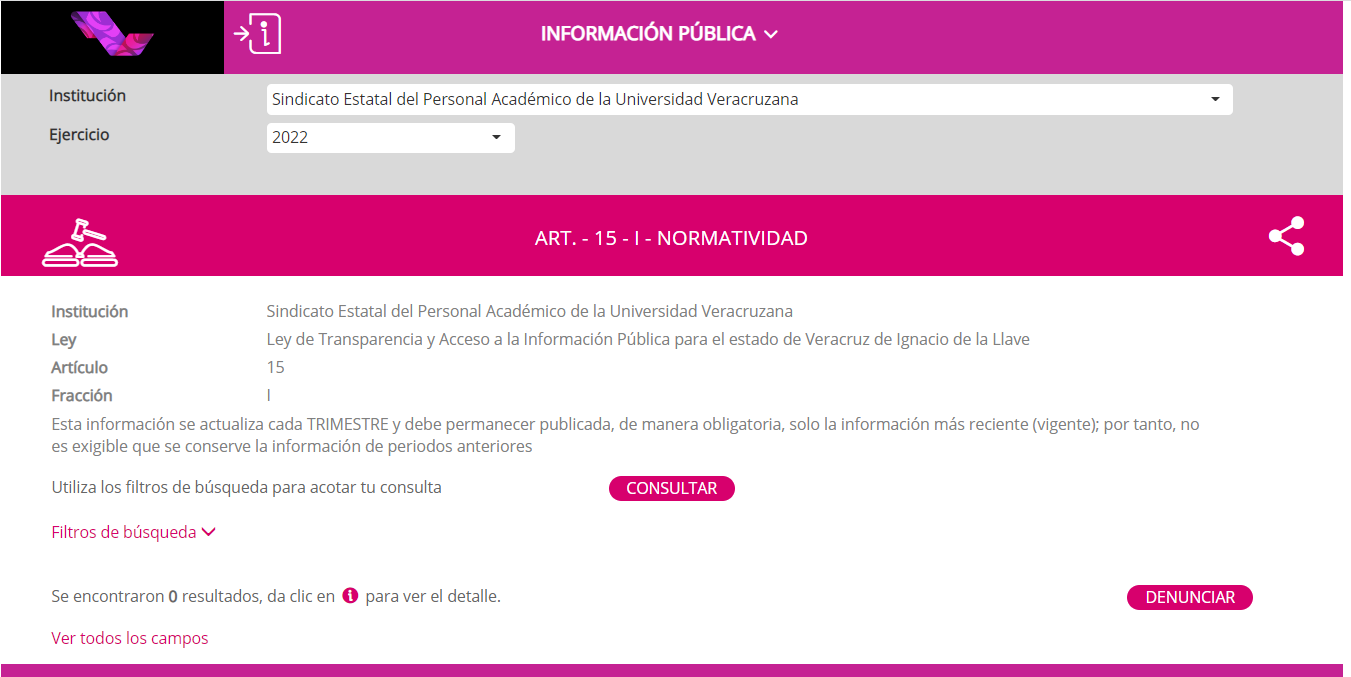 INFORMACIÓN PÚBLICA
Institución Sindicato Estatal del Personal Académico de la Universidad Veracruzana
Ejercicio 2022
ART. - 15 - I - NORMATIVIDAD
Institución Sindicato Estatal del Personal Académico de la Universidad Veracruzana
Ley Ley de Transparencia y Acceso a la Información Pública para el estado de Veracruz de Ignacio de la Llave
Artículo 15
Fracción I
Esta información se actualiza cada TRIMESTRE y debe permanecer publicada, de manera obligatoria, solo la información más reciente (vigente); por tanto, no
es exigible que se conserve la información de periodos anteriores
Utiliza los filtros de búsqueda para acotar tu consulta CONSULTAR
Filtros de búsqueda
Se encontraron 0 resultados, da clic en i para ver el detalle. DENUNCIAR
Ver todos los campos